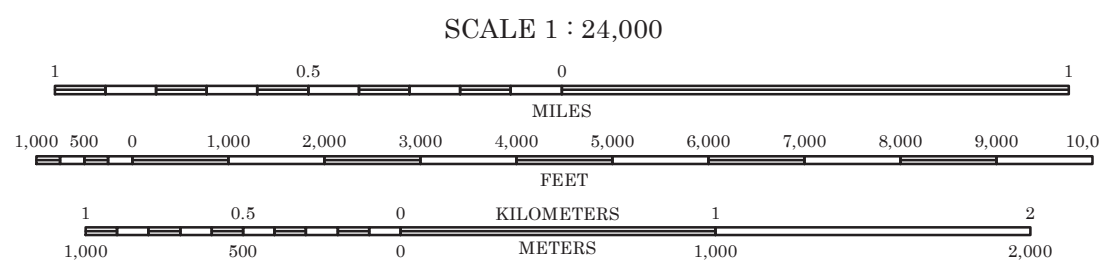 SCALE 1 : 24,000
1 0.5 0 1
MILES
1,000 500 0 1,000 2,000 3,000 4,000 5,000 6,000 7,000 8,000 9,000 10,0
FEET
1 0.5 0 KILOMETERS 1 2
1,000 500 0 METERS 1,000 2,000